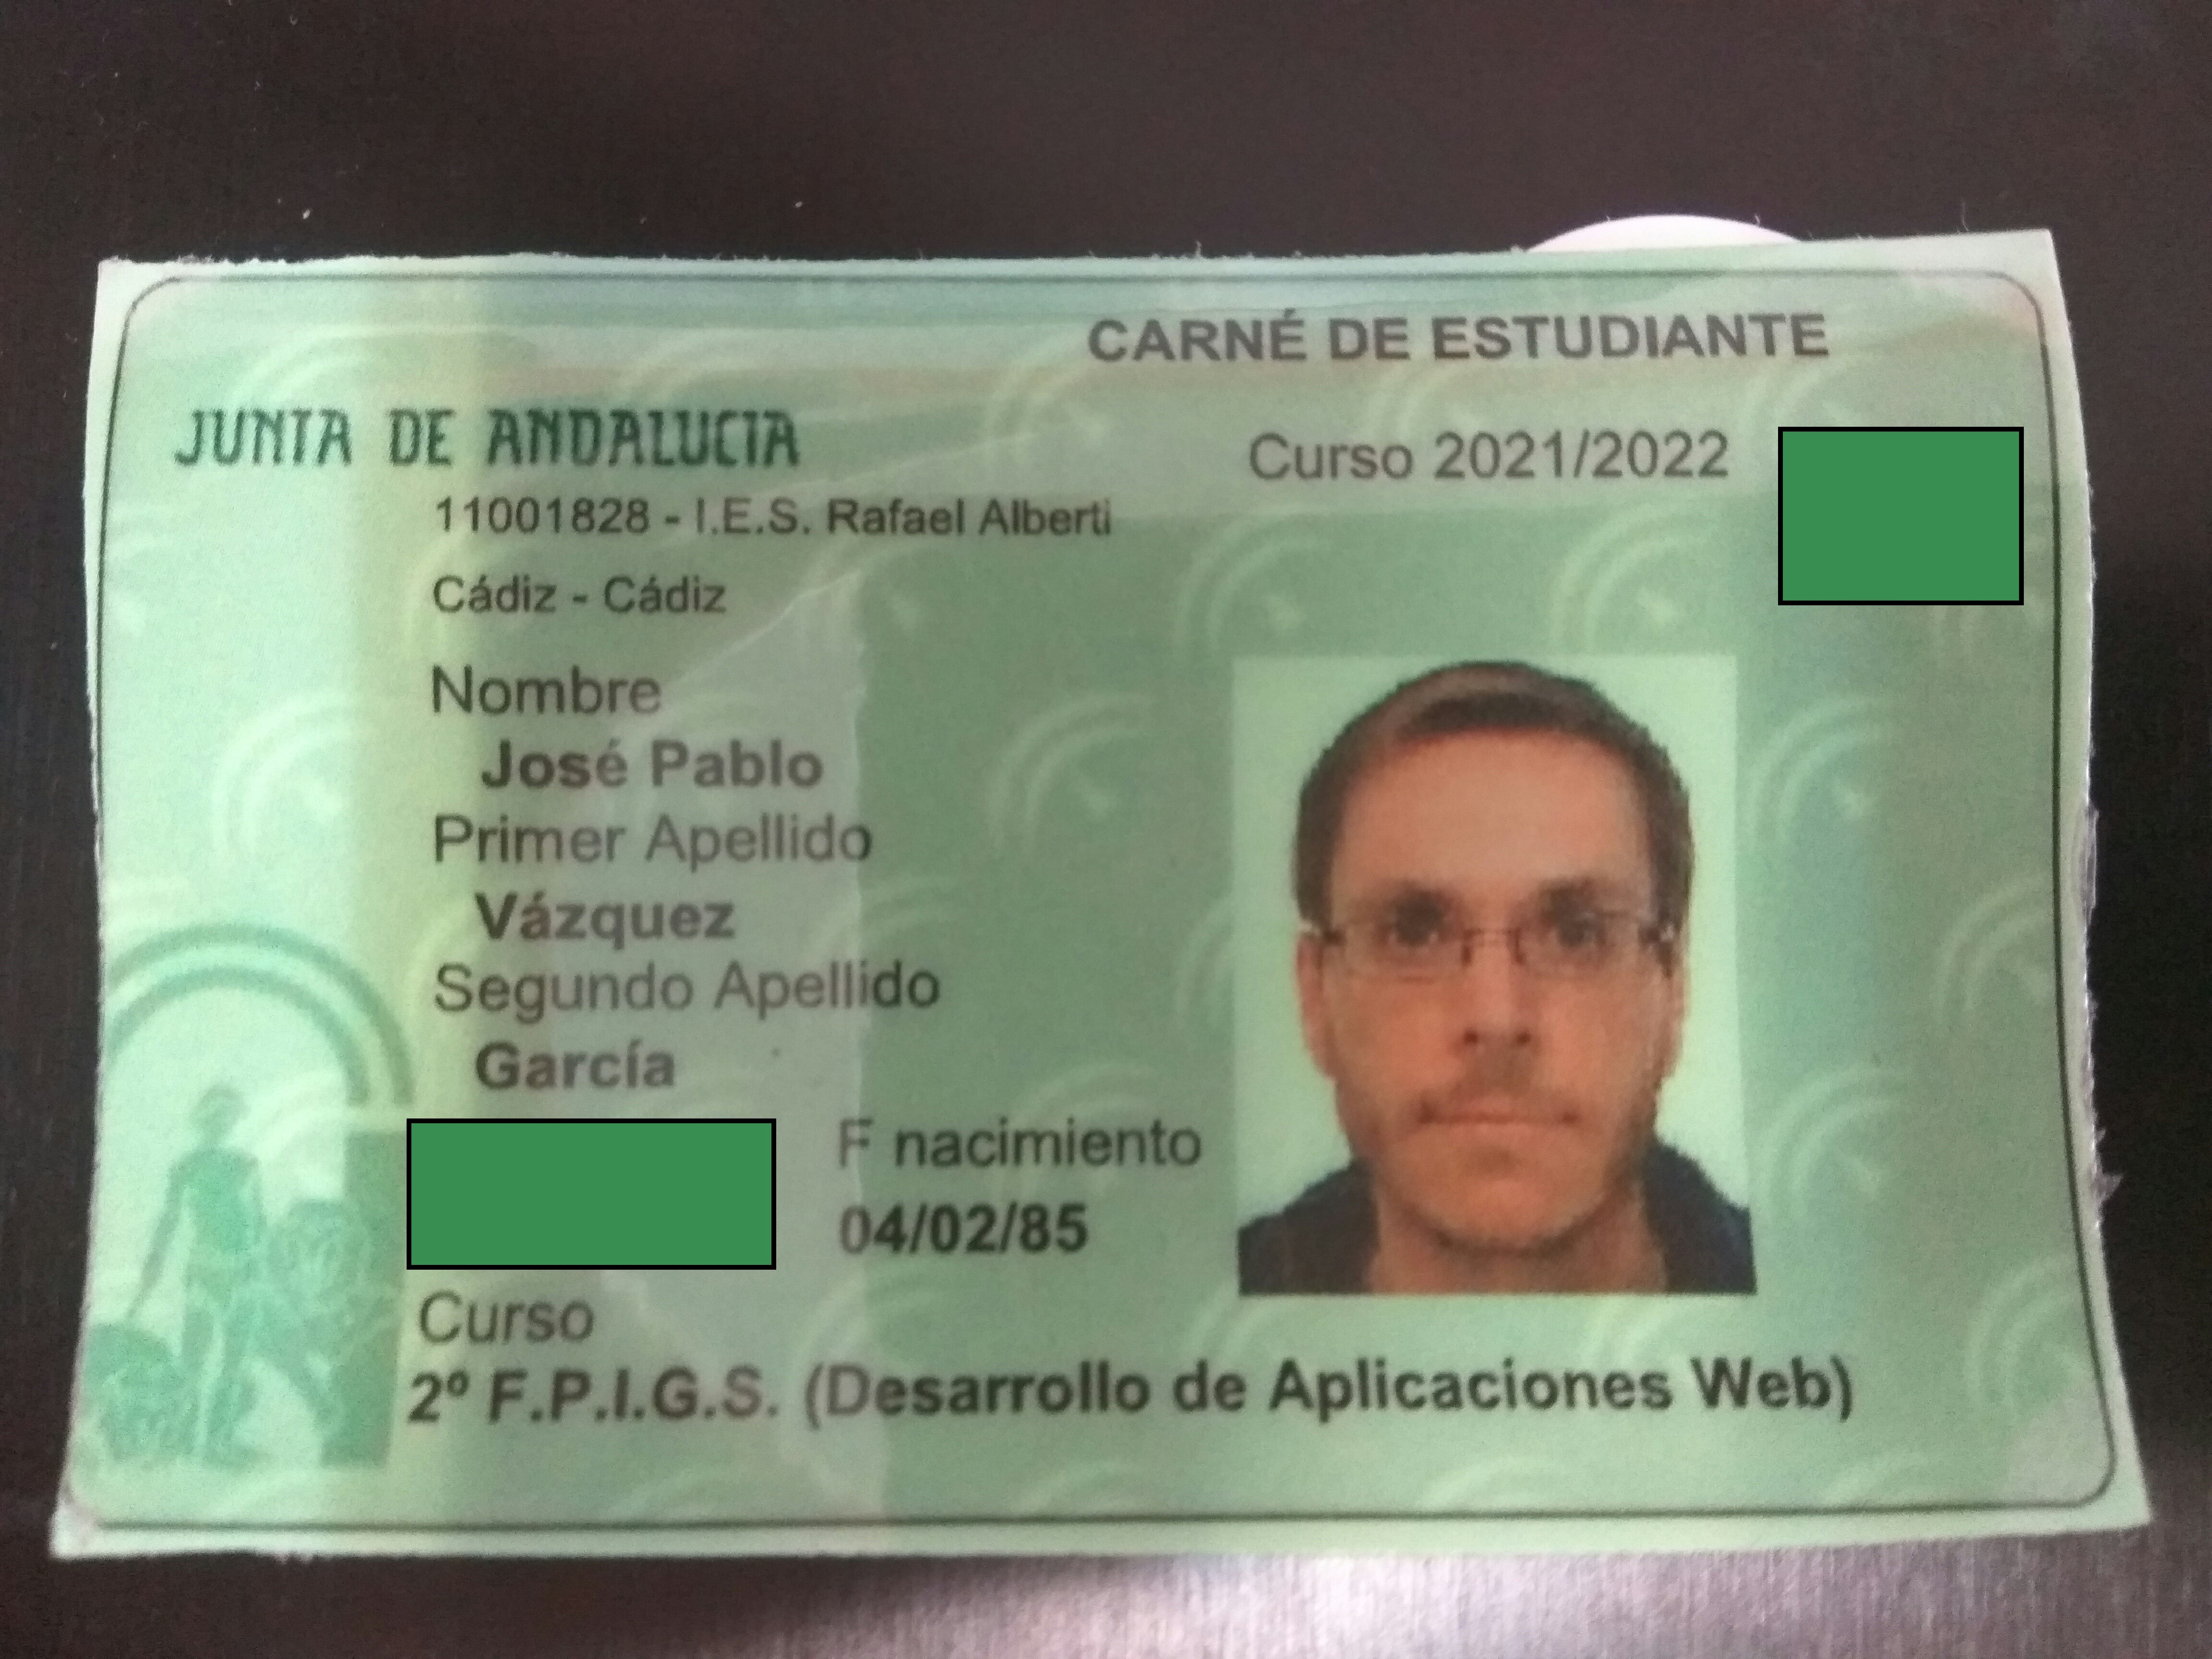 CARNÉ DE ESTUDIANTE
JUNTA DE ANDALUCIA
Curso 2021/2022
11001828 - I.E.S. Rafael Alberti
Cádiz - Cádiz
Nombre
José Pablo
Primer Apellido
Vázquez
Segundo Apellido
García
F nacimiento
04/02/85
Curso
2º F.P.I.G.S. (Desarrollo de Aplicaciones Web)